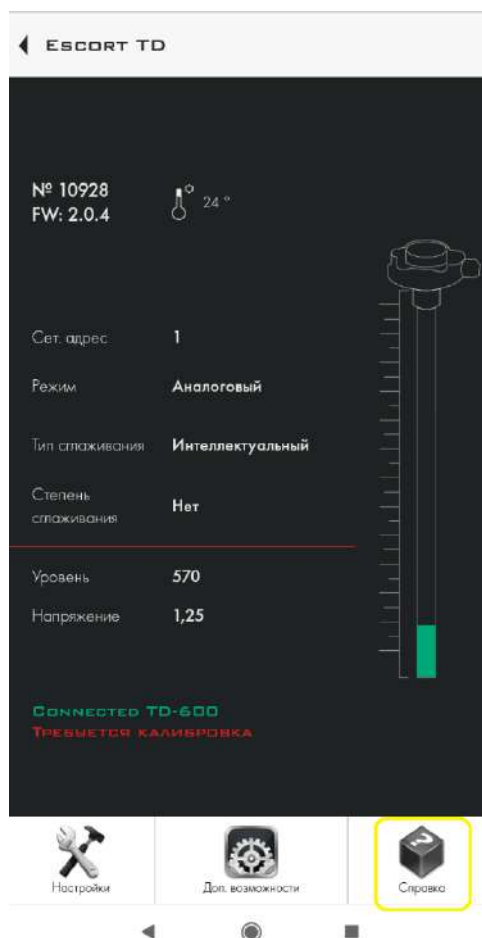 Escort TD
№ 10928
FW: 2.0.4
24 °
Сет. адрес 1
Режим Аналоговый
Тип сглаживания Интеллектуальный
Степень сглаживания Нет
Уровень 570
Напряжение 1,25
Connected TD-600
Требуется калибровка
Настройки Доп. возможности Справка